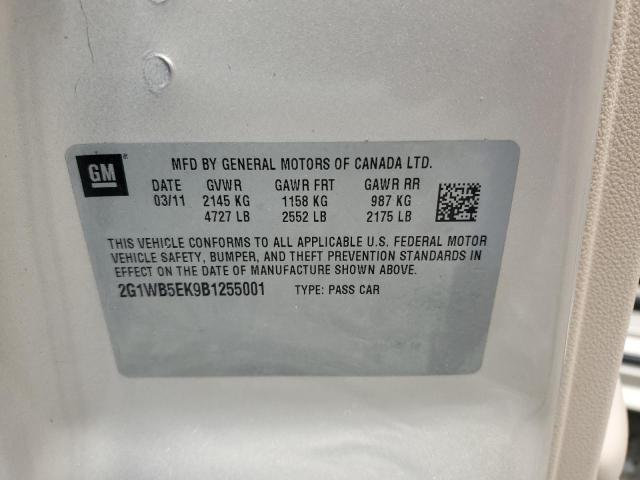 GM
MFD BY GENERAL MOTORS OF CANADA LTD.
DATE GVWR GAWR FRT GAWR RR
03/11 2145 KG 1158 KG 987 KG
4727 LB 2552 LB 2175 LB
THIS VEHICLE CONFORMS TO ALL APPLICABLE U.S. FEDERAL MOTOR
VEHICLE SAFETY, BUMPER, AND THEFT PREVENTION STANDARDS IN
EFFECT ON THE DATE OF MANUFACTURE SHOWN ABOVE.
2G1WB5EK9B1255001 TYPE: PASS CAR